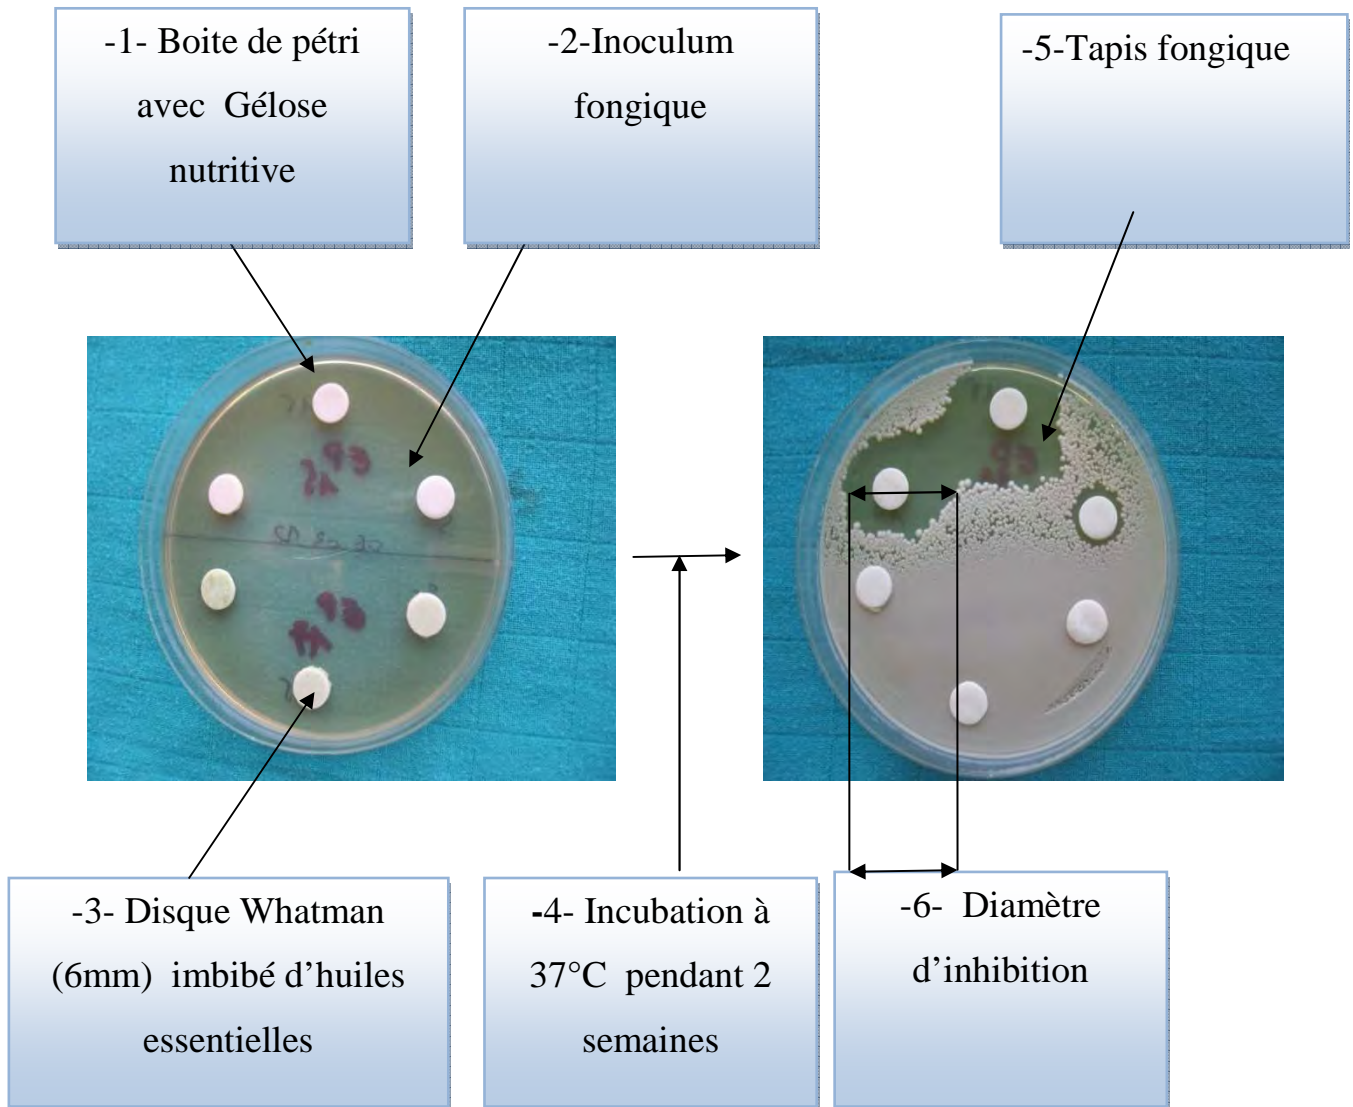 -1- Boite de pétri
avec Gélose
nutritive
-2-Inoculum
fongique
-5-Tapis fongique
-3- Disque Whatman
(6mm) imbibé d'huiles
essentielles
-4- Incubation à
37°C pendant 2
semaines
-6- Diamètre
d'inhibition